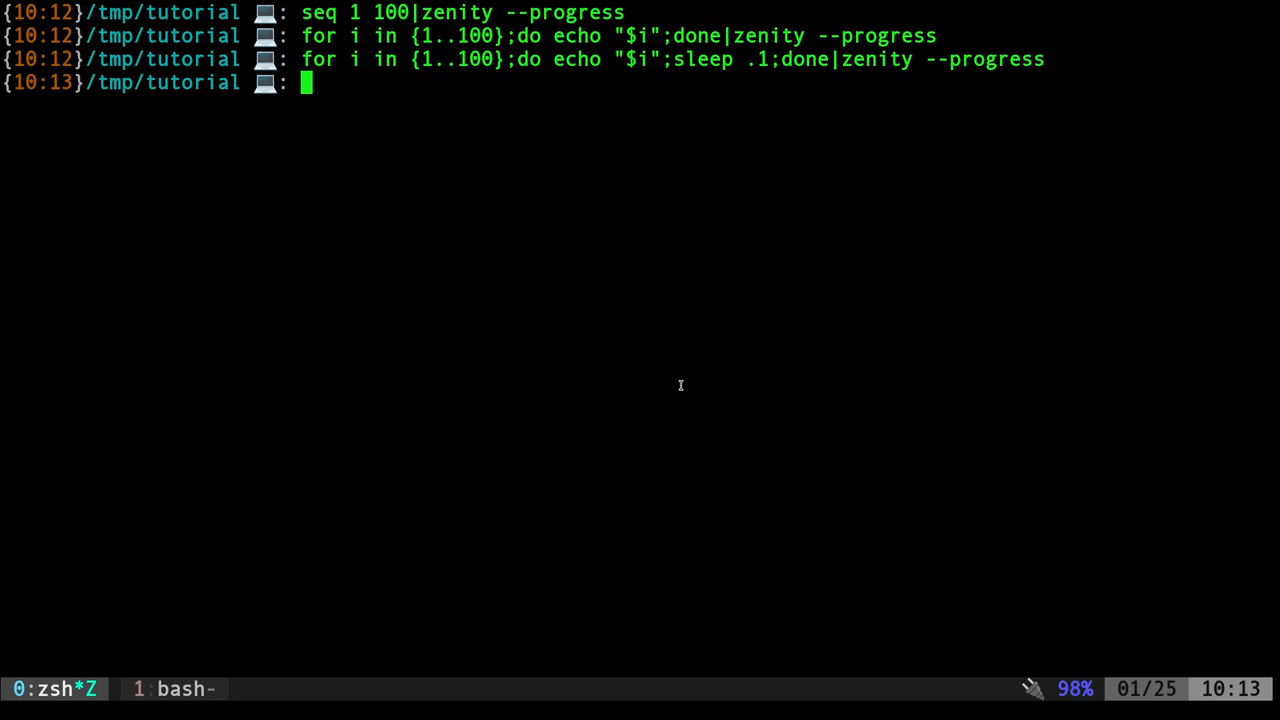 {10:12}/tmp/tutorial 💻: seq 1 100|zenity --progress
{10:12}/tmp/tutorial 💻: for i in {1..100};do echo "$i";done|zenity --progress
{10:12}/tmp/tutorial 💻: for i in {1..100};do echo "$i";sleep .1;done|zenity --progress
{10:13}/tmp/tutorial 💻:
0:zsh*Z 1:bash- 🔌 98% 01/25 10:13